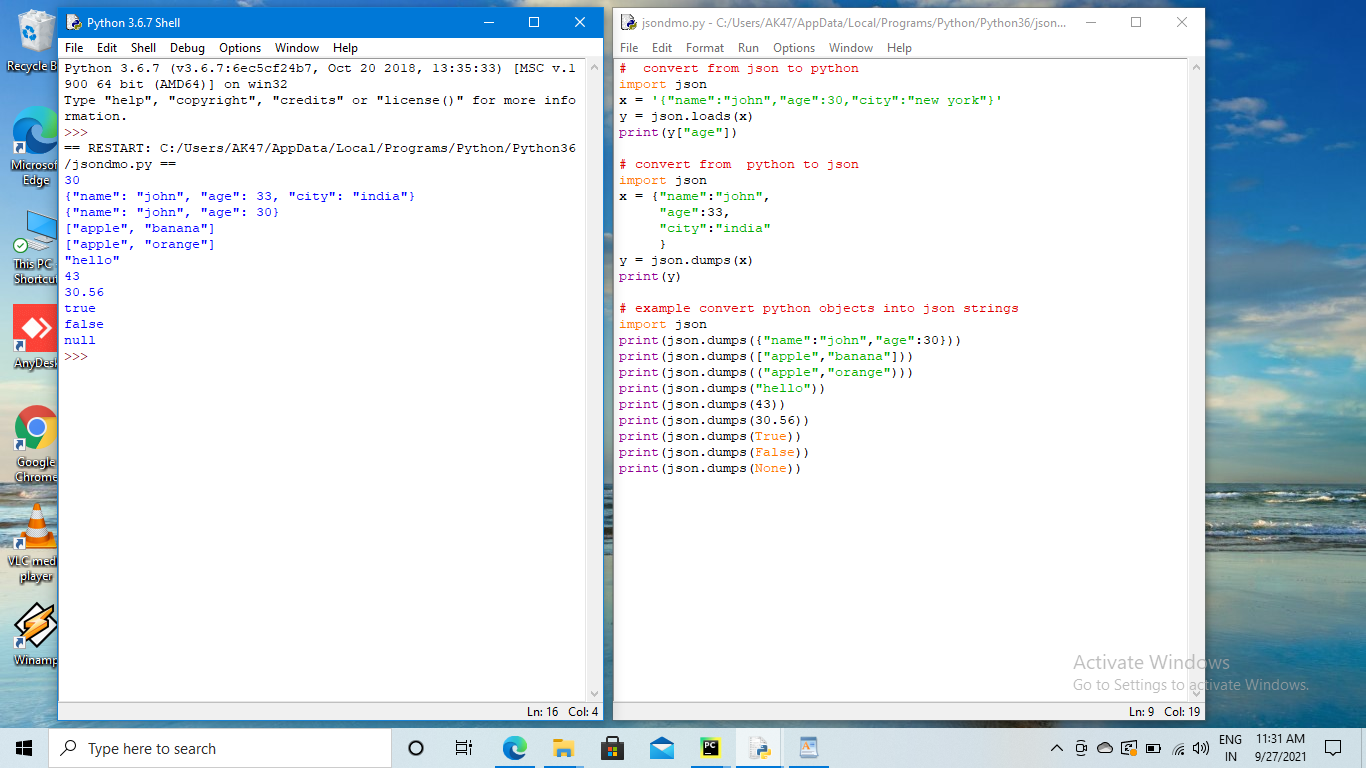 Recycle B
Microsof
Edge
This PC -
Shortcu
AnyDesk
Google
Chrome
VLC med
player
Winamp
Python 3.6.7 Shell
File Edit Shell Debug Options Window Help
Python 3.6.7 (v3.6.7:6ec5cf24b7, Oct 20 2018, 13:35:33) [MSC v.1
900 64 bit (AMD64)] on win32
Type "help", "copyright", "credits" or "license()" for more info
rmation.
>>>
== RESTART: C:/Users/AK47/AppData/Local/Programs/Python/Python36
/jsondmo.py ==
30
{"name": "john", "age": 33, "city": "india"}
{"name": "john", "age": 30}
["apple", "banana"]
["apple", "orange"]
"hello"
43
30.56
true
false
null
>>>
Ln: 16 Col: 4
jsondmo.py - C:/Users/AK47/AppData/Local/Programs/Python/Python36/json...
File Edit Format Run Options Window Help
#  convert from json to python
import json
x = '{"name":"john","age":30,"city":"new york"}'
y = json.loads(x)
print(y["age"])
# convert from  python to json
import json
x = {"name":"john",
     "age":33,
     "city":"india"
     }
y = json.dumps(x)
print(y)
# example convert python objects into json strings
import json
print(json.dumps({"name":"john","age":30}))
print(json.dumps(["apple","banana"]))
print(json.dumps(("apple","orange")))
print(json.dumps("hello"))
print(json.dumps(43))
print(json.dumps(30.56))
print(json.dumps(True))
print(json.dumps(False))
print(json.dumps(None))
Ln: 9 Col: 19
Activate Windows
Go to Settings to activate Windows.
Type here to search
PC
ENG
IN
11:31 AM
9/27/2021